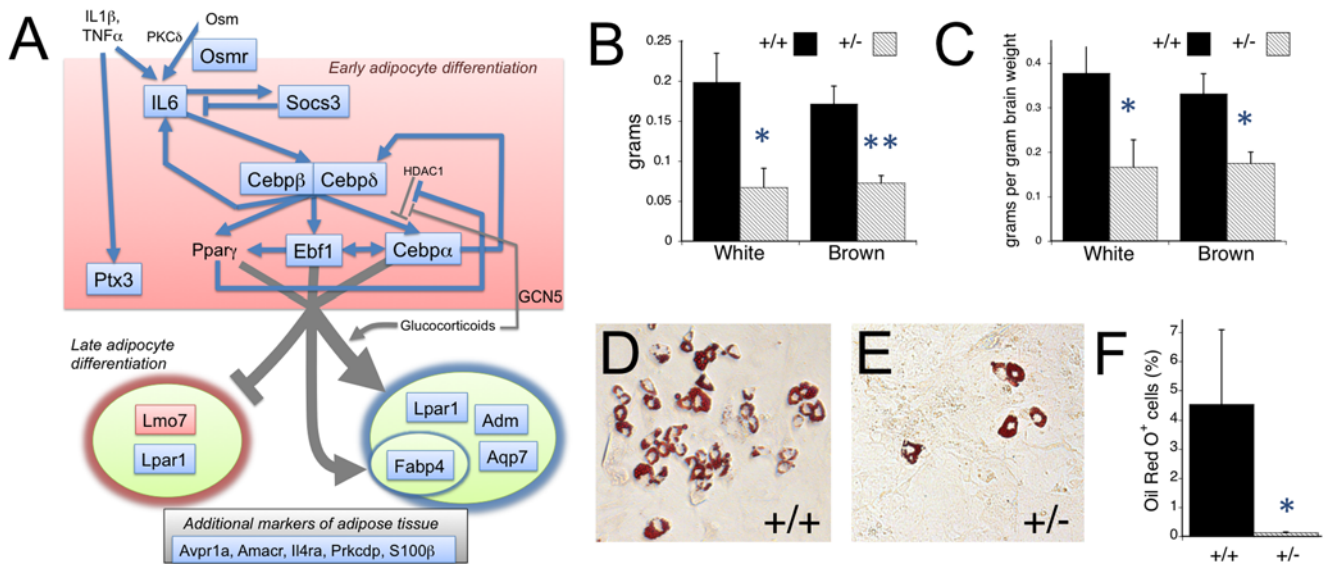 A
IL1β,
TNFα
PKCδ
Osm
Osmr
Early adipocyte differentiation
IL6
Socs3
Cebpβ
Cebpδ
HDAC1
Pparγ
Ebf1
Cebpα
Ptx3
GCN5
Glucocorticoids
Late adipocyte
differentiation
Lmo7
Lpar1
Lpar1
Adm
Aqp7
Fabp4
Additional markers of adipose tissue
Avpr1a, Amacr, Il4ra, Prkcdp, S100β
B
+/+
+/-
grams
0.25
0.2
0.15
0.1
0.05
0
*
**
White
Brown
C
+/+
+/-
grams per gram brain weight
0.4
0.3
0.2
0.1
0.0
*
*
White
Brown
D
+/+
E
+/-
F
Oil Red O+ cells (%)
7
6
5
4
3
2
1
0
*
+/+
+/-